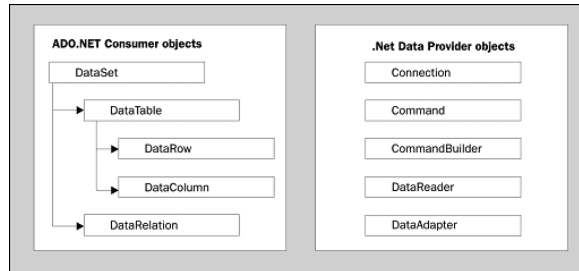 ADO.NET Consumer objects
DataSet
DataTable
DataRow
DataColumn
DataRelation
.Net Data Provider objects
Connection
Command
CommandBuilder
DataReader
DataAdapter